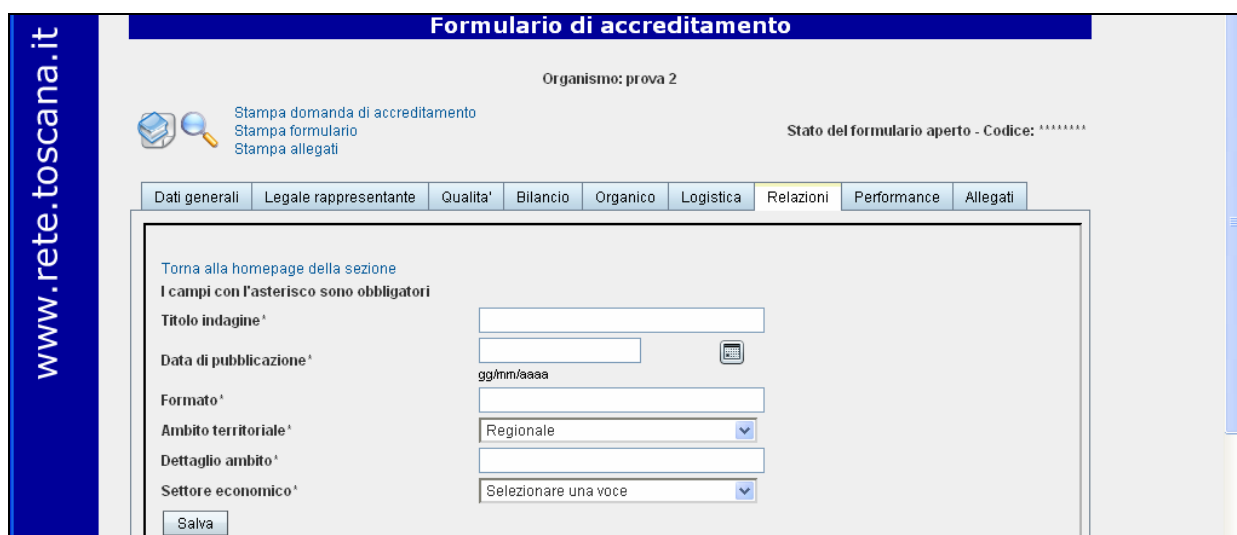 www.rete.toscana.it
Formulario di accreditamento
Organismo: prova 2
Stampa domanda di accreditamento
Stampa formulario
Stampa allegati
Stato del formulario aperto - Codice: ********
Dati generali Legale rappresentante Qualita' Bilancio Organico Logistica Relazioni Performance Allegati
Torna alla homepage della sezione
I campi con l'asterisco sono obbligatori
Titolo indagine*
Data di pubblicazione*
gg/mm/aaaa
Formato*
Ambito territoriale* Regionale
Dettaglio ambito*
Settore economico* Selezionare una voce
Salva